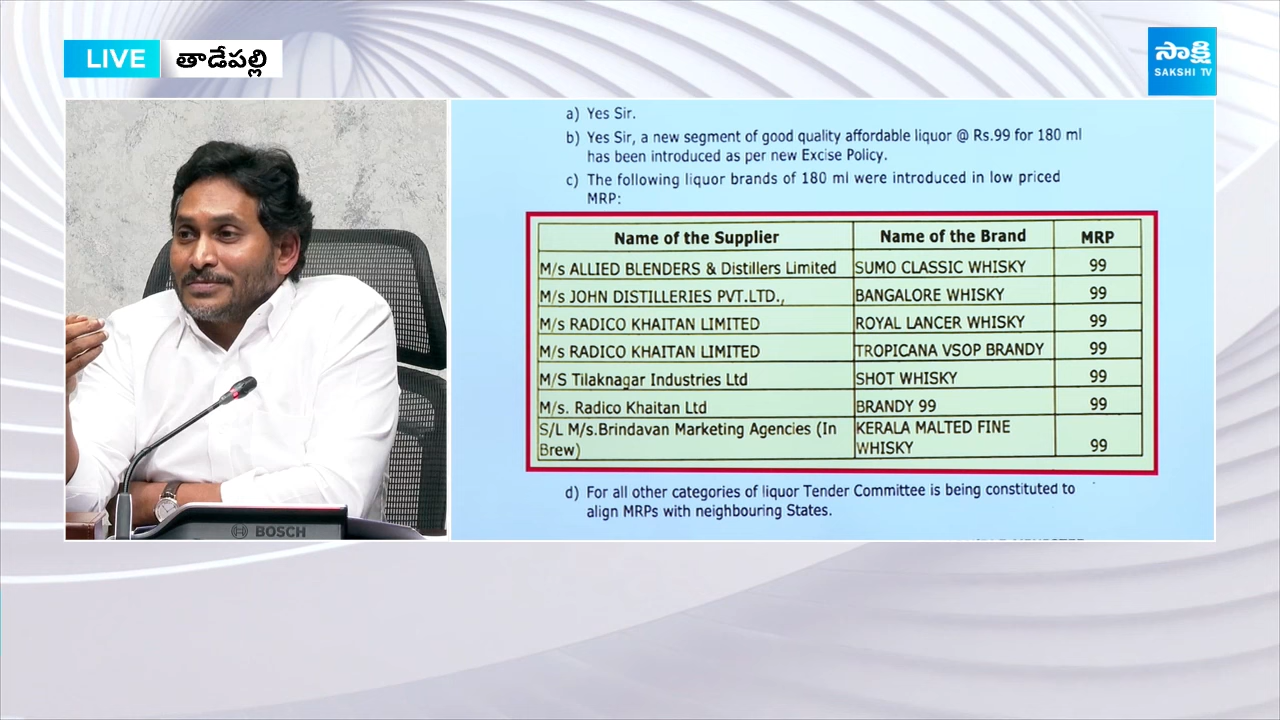 LIVE తాడేపల్లి
సాక్షి
SAKSHI TV
a) Yes Sir.
b) Yes Sir, a new segment of good quality affordable liquor @ Rs.99 for 180 ml
has been introduced as per new Excise Policy.
c) The following liquor brands of 180 ml were introduced in low priced
MRP:
Name of the Supplier Name of the Brand MRP
M/s ALLIED BLENDERS & Distillers Limited SUMO CLASSIC WHISKY 99
M/s JOHN DISTILLERIES PVT.LTD., BANGALORE WHISKY 99
M/s RADICO KHAITAN LIMITED ROYAL LANCER WHISKY 99
M/s RADICO KHAITAN LIMITED TROPICANA VSOP BRANDY 99
M/S Tilaknagar Industries Ltd SHOT WHISKY 99
M/s. Radico Khaitan Ltd BRANDY 99 99
S/L M/s.Brindavan Marketing Agencies (In KERALA MALTED FINE
Brew) WHISKY 99
d) For all other categories of liquor Tender Committee is being constituted to
align MRPs with neighbouring States.
BOSCH